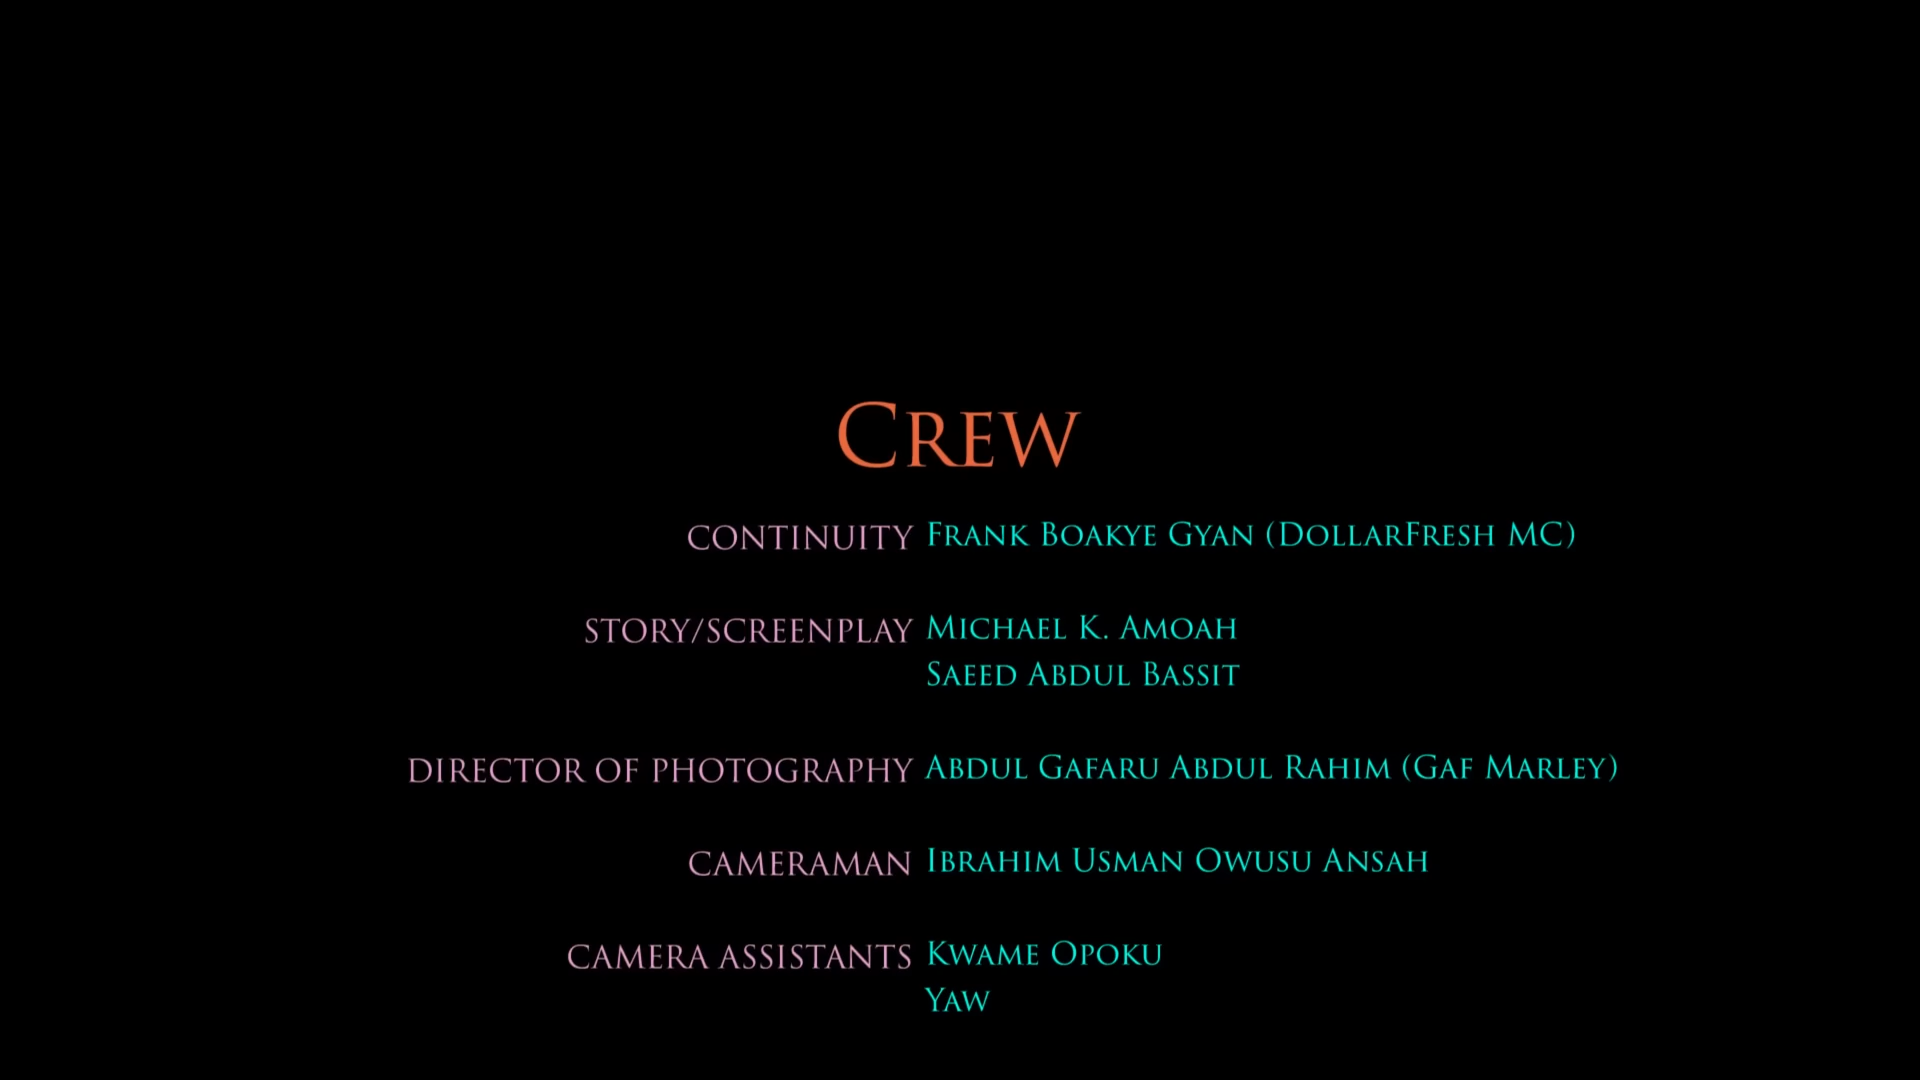 Crew
CONTINUITY Frank Boakye Gyan (DollarFresh MC)
STORY/SCREENPLAY Michael K. Amoah
Saeed Abdul Bassit
DIRECTOR OF PHOTOGRAPHY Abdul Gafaru Abdul Rahim (Gaf Marley)
CAMERAMAN Ibrahim Usman Owusu Ansah
CAMERA ASSISTANTS Kwame Opoku
Yaw